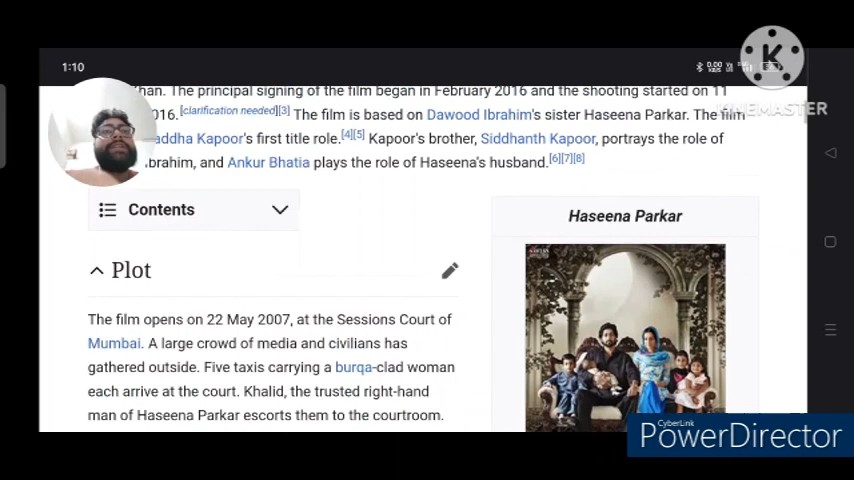 1:10
0.00
KB/S
KINEMASTER
han. The principal signing of the film began in February 2016 and the shooting started on 11
016.[clarification needed][3] The film is based on Dawood Ibrahim's sister Haseena Parkar. The film
addha Kapoor's first title role.[4][5] Kapoor's brother, Siddhanth Kapoor, portrays the role of
Ibrahim, and Ankur Bhatia plays the role of Haseena's husband.[6][7][8]
Contents
Haseena Parkar
Plot
The film opens on 22 May 2007, at the Sessions Court of
Mumbai. A large crowd of media and civilians has
gathered outside. Five taxis carrying a burqa-clad woman
each arrive at the court. Khalid, the trusted right-hand
man of Haseena Parkar escorts them to the courtroom.
CyberLink
PowerDirector